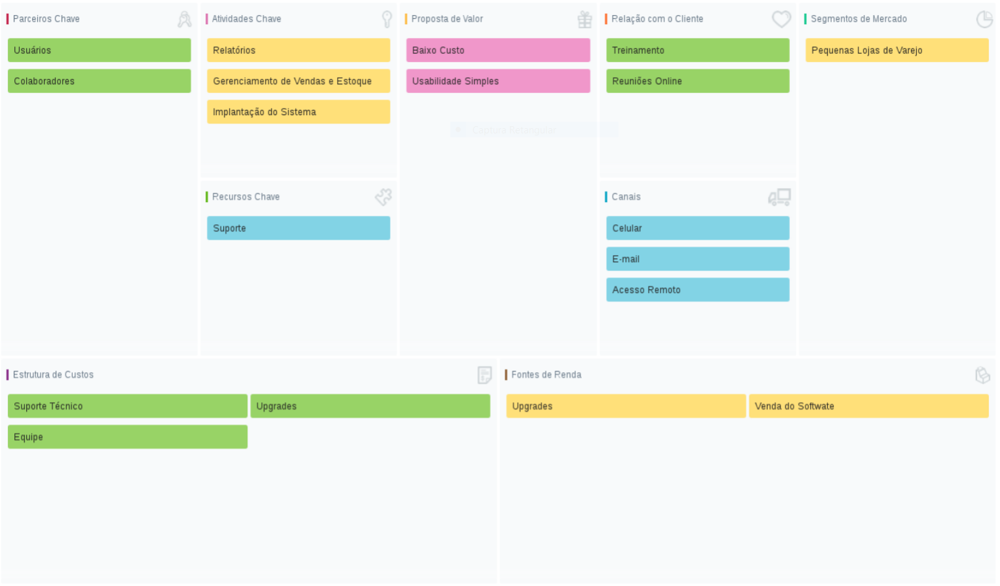 Parceiros Chave
Usuários
Colaboradores
Atividades Chave
Relatórios
Gerenciamento de Vendas e Estoque
Implantação do Sistema
Recursos Chave
Suporte
Proposta de Valor
Baixo Custo
Usabilidade Simples
Captura Retangular
Relação com o Cliente
Treinamento
Reuniões Online
Canais
Celular
E-mail
Acesso Remoto
Segmentos de Mercado
Pequenas Lojas de Varejo
Estrutura de Custos
Suporte Técnico
Upgrades
Equipe
Fontes de Renda
Upgrades
Venda do Softwate